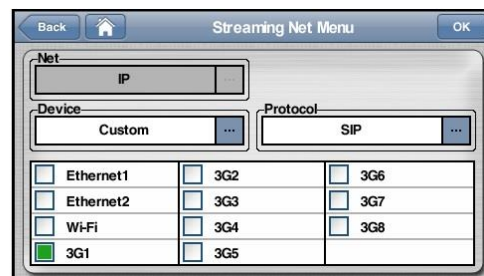 Back
Streaming Net Menu
OK
Net
IP
...
Device
Custom
...
Protocol
SIP
...
Ethernet1
3G2
3G6
Ethernet2
3G3
3G7
Wi-Fi
3G4
3G8
3G1
3G5